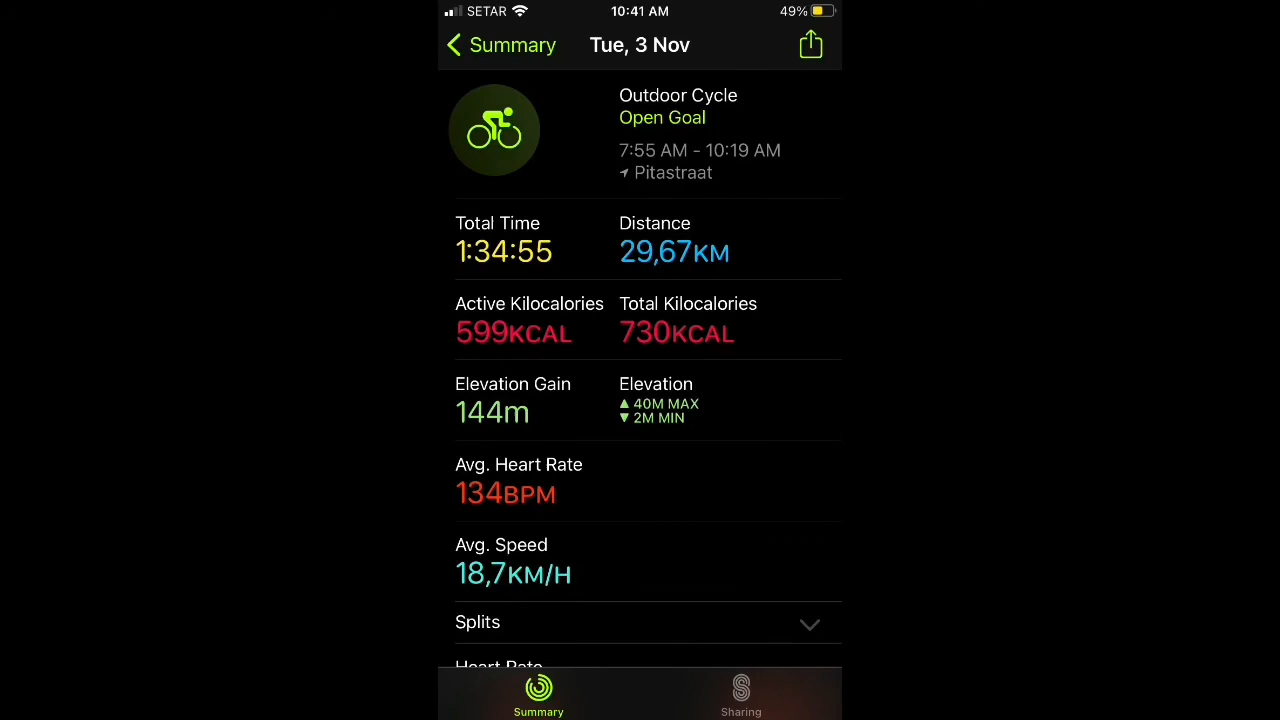 SETAR 10:41 AM 49%
Summary Tue, 3 Nov
Outdoor Cycle
Open Goal
7:55 AM - 10:19 AM
Pitastraat
Total Time Distance
1:34:55 29,67KM
Active Kilocalories Total Kilocalories
599KCAL 730KCAL
Elevation Gain Elevation
144m ▲ 40M MAX
▼ 2M MIN
Avg. Heart Rate
134BPM
Avg. Speed
18,7KM/H
Splits
Heart Rate
Summary Sharing